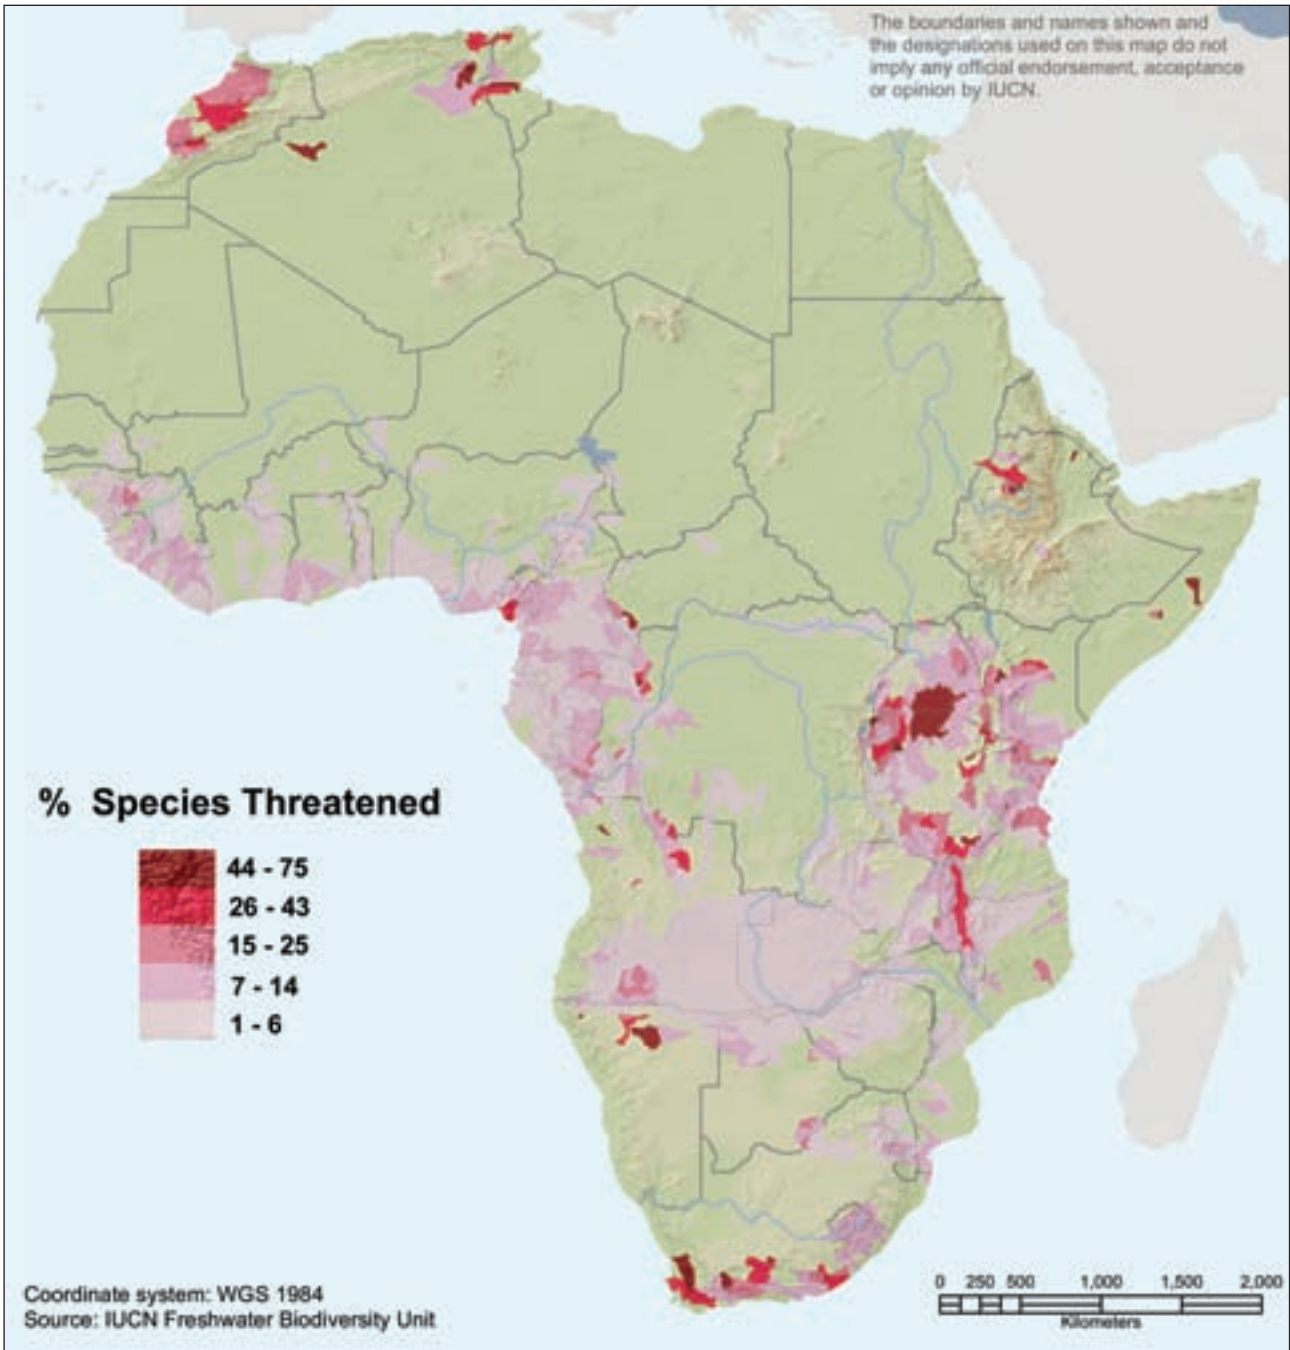 The boundaries and names shown and
the designations used on this map do not
imply any official endorsement, acceptance
or opinion by IUCN.
% Species Threatened
44 - 75
26 - 43
15 - 25
7 - 14
1 - 6
Coordinate system: WGS 1984
Source: IUCN Freshwater Biodiversity Unit
0 250 500 1,000 1,500 2,000
Kilometers